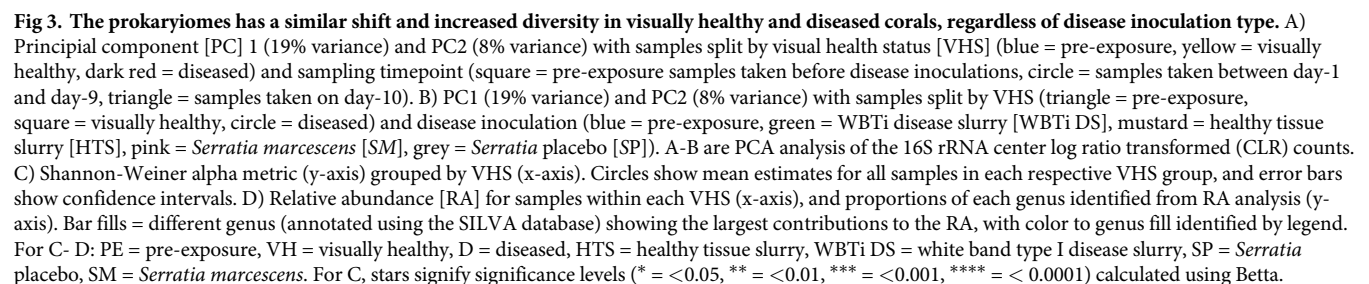 Fig 3. The prokaryiomes has a similar shift and increased diversity in visually healthy and diseased corals, regardless of disease inoculation type. A)
Principial component [PC] 1 (19% variance) and PC2 (8% variance) with samples split by visual health status [VHS] (blue = pre-exposure, yellow = visually
healthy, dark red = diseased) and sampling timepoint (square = pre-exposure samples taken before disease inoculations, circle = samples taken between day-1
and day-9, triangle = samples taken on day-10). B) PC1 (19% variance) and PC2 (8% variance) with samples split by VHS (triangle = pre-exposure,
square = visually healthy, circle = diseased) and disease inoculation (blue = pre-exposure, green = WBTi disease slurry [WBTi DS], mustard = healthy tissue
slurry [HTS], pink = Serratia marcescens [SM], grey = Serratia placebo [SP]). A-B are PCA analysis of the 16S rRNA center log ratio transformed (CLR) counts.
C) Shannon-Weiner alpha metric (y-axis) grouped by VHS (x-axis). Circles show mean estimates for all samples in each respective VHS group, and error bars
show confidence intervals. D) Relative abundance [RA] for samples within each VHS (x-axis), and proportions of each genus identified from RA analysis (y-
axis). Bar fills = different genus (annotated using the SILVA database) showing the largest contributions to the RA, with color to genus fill identified by legend.
For C- D: PE = pre-exposure, VH = visually healthy, D = diseased, HTS = healthy tissue slurry, WBTi DS = white band type I disease slurry, SP = Serratia
placebo, SM = Serratia marcescens. For C, stars signify significance levels (* = <0.05, ** = <0.01, *** = <0.001, **** = < 0.0001) calculated using Betta.